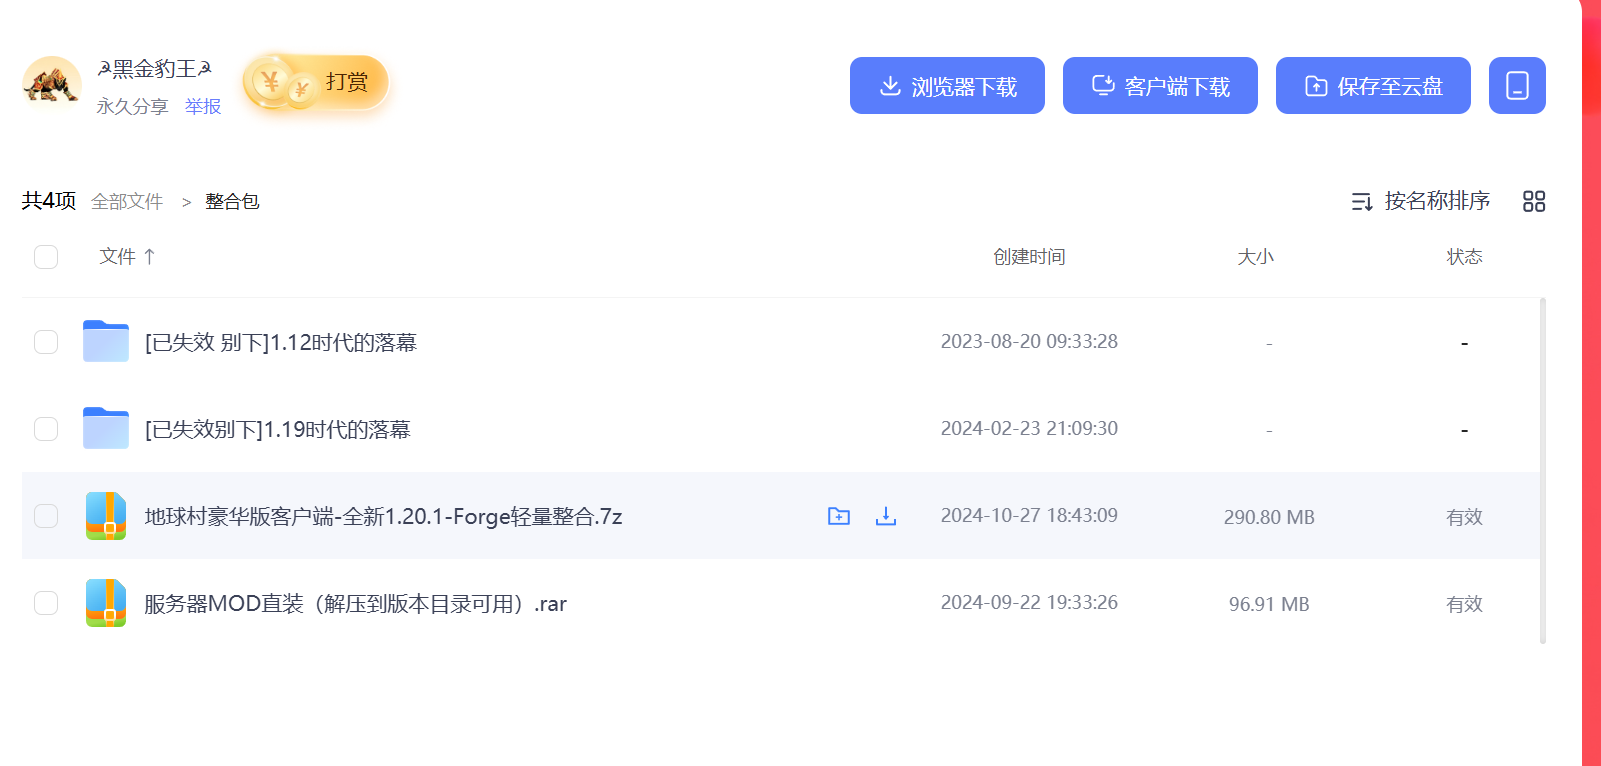 ☭黑金豹王☭
永久分享 举报
¥ ¥ 打赏
浏览器下载 客户端下载 保存至云盘
共4项 全部文件 > 整合包 按名称排序
文件 ↑ 创建时间 大小 状态
[已失效 别下]1.12时代的落幕 2023-08-20 09:33:28 - -
[已失效别下]1.19时代的落幕 2024-02-23 21:09:30 - -
地球村豪华版客户端-全新1.20.1-Forge轻量整合.7z 2024-10-27 18:43:09 290.80 MB 有效
服务器MOD直装（解压到版本目录可用）.rar 2024-09-22 19:33:26 96.91 MB 有效